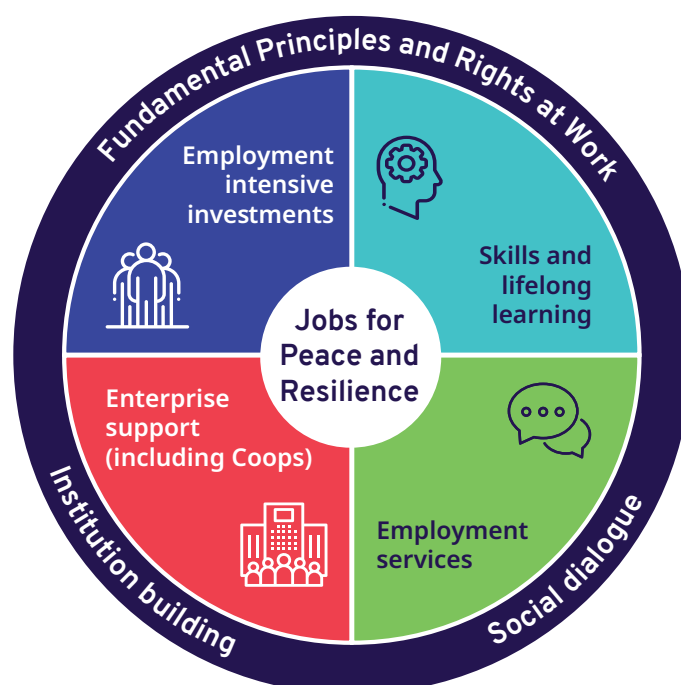 Fundamental Principles and Rights at Work
Employment
intensive
investments
Skills and
lifelong
learning
Jobs for
Peace and
Resilience
Enterprise
support
(including Coops)
Employment
services
Institution building
Social dialogue